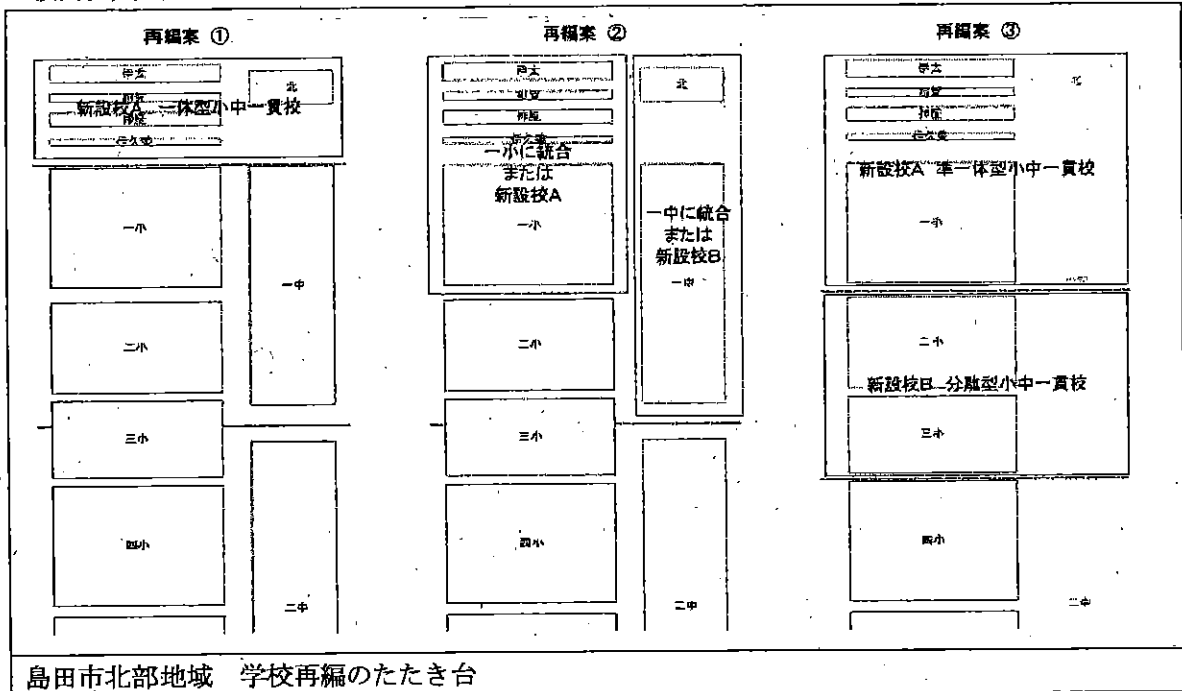 再編案 ①
伊太
北
新設校A 一体型小中一貫校
一小
一中
二小
三小
四小
二中
再編案 ②
伊太
北
一小に統合
または
新設校A
一小
一中に統合
または
新設校B
一中
二小
三小
四小
二中
再編案 ③
伊太
北
新設校A 準一体型小中一貫校
一小
二小
新設校B 分離型小中一貫校
三小
四小
二中
島田市北部地域 学校再編のたたき台